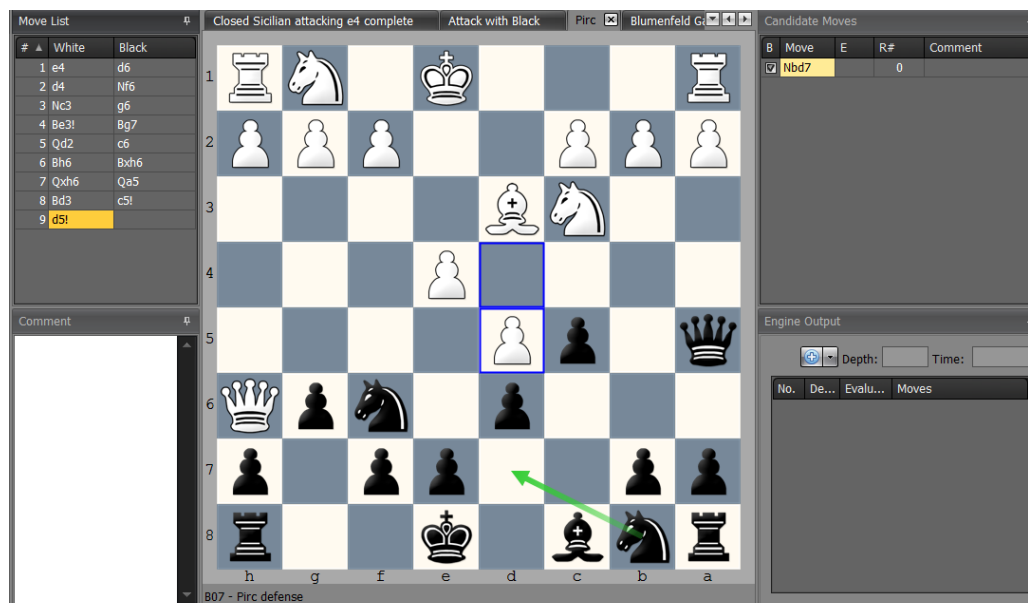 Move List
# White Black
1 e4 d6
2 d4 Nf6
3 Nc3 g6
4 Be3! Bg7
5 Qd2 c6
6 Bh6 Bxh6
7 Qxh6 Qa5
8 Bd3 c5!
9 d5!
Comment
Closed Sicilian attacking e4 complete Attack with Black Pirc Blumenfeld Ga
1
2
3
4
5
6
7
8
h g f e d c b a
B07 - Pirc defense
Candidate Moves
B Move E R# Comment
Nbd7 0
Engine Output
Depth: Time:
No. De... Evalu... Moves